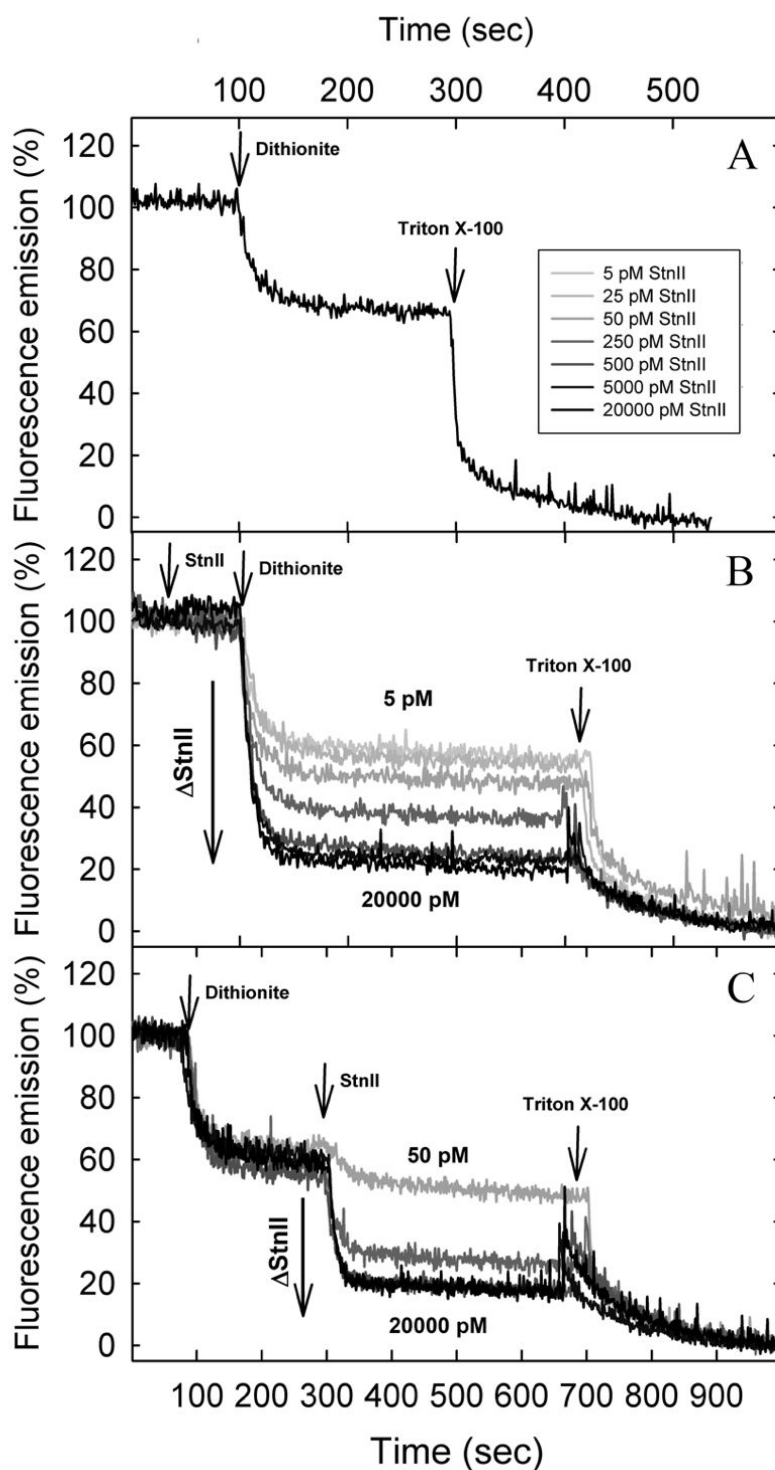 Time (sec)
100 200 300 400 500
Fluorescence emission (%)
120
100
80
60
40
20
0
A
Dithionite
Triton X-100
5 pM StnII
25 pM StnII
50 pM StnII
250 pM StnII
500 pM StnII
5000 pM StnII
20000 pM StnII
Fluorescence emission (%)
120
100
80
60
40
20
0
B
StnII
Dithionite
Triton X-100
5 pM
ΔStnII
20000 pM
Fluorescence emission (%)
120
100
80
60
40
20
0
C
Dithionite
StnII
Triton X-100
50 pM
ΔStnII
20000 pM
100 200 300 400 500 600 700 800 900
Time (sec)